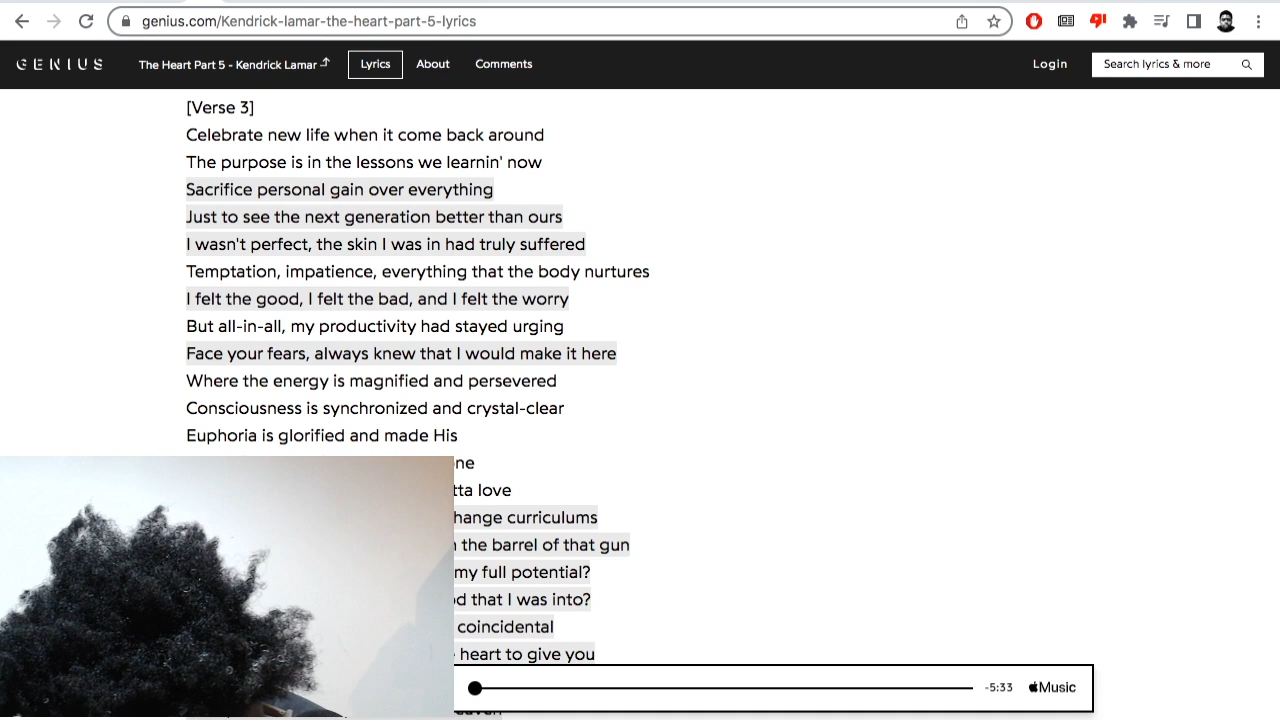 genius.com/Kendrick-lamar-the-heart-part-5-lyrics
GENIUS
The Heart Part 5 - Kendrick Lamar
Lyrics
About
Comments
Login
Search lyrics & more
[Verse 3]
Celebrate new life when it come back around
The purpose is in the lessons we learnin' now
Sacrifice personal gain over everything
Just to see the next generation better than ours
I wasn't perfect, the skin I was in had truly suffered
Temptation, impatience, everything that the body nurtures
I felt the good, I felt the bad, and I felt the worry
But all-in-all, my productivity had stayed urging
Face your fears, always knew that I would make it here
Where the energy is magnified and persevered
Consciousness is synchronized and crystal-clear
Euphoria is glorified and made His
ne
tta love
hange curriculums
the barrel of that gun
my full potential?
d that I was into?
coincidental
heart to give you
-5:33
Music